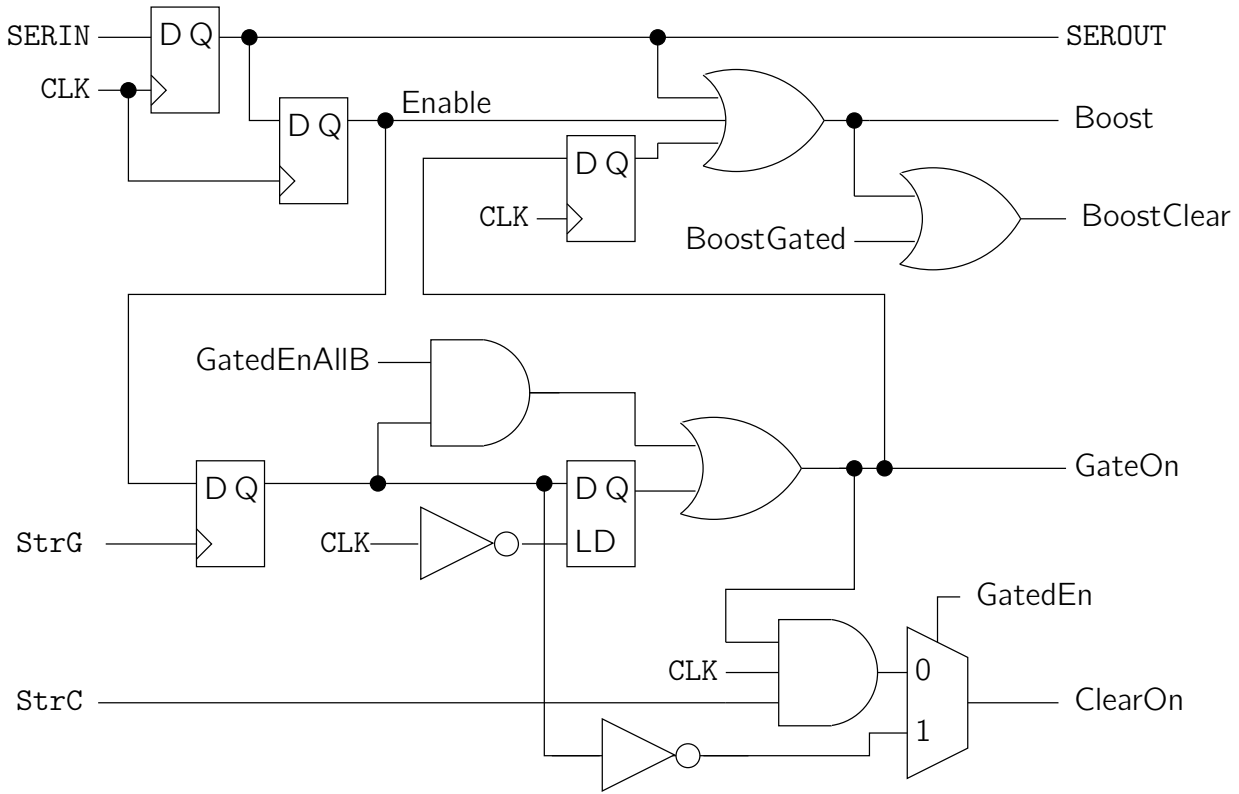 SERIN
D Q
SEROUT
CLK
Enable
D Q
Boost
D Q
CLK
BoostClear
BoostGated
GatedEnAllB
GateOn
D Q
D Q
StrG
CLK
LD
GatedEn
CLK
0
StrC
ClearOn
1